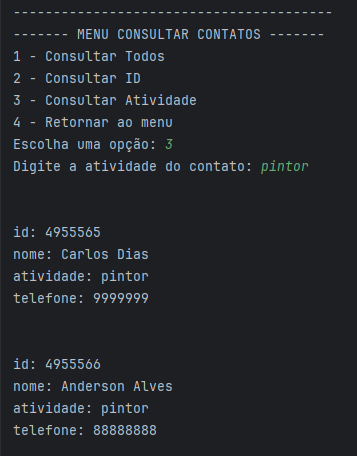 ----------------------------------------
------- MENU CONSULTAR CONTATOS -------
1 - Consultar Todos
2 - Consultar ID
3 - Consultar Atividade
4 - Retornar ao menu
Escolha uma opção: 3
Digite a atividade do contato: pintor
id: 4955565
nome: Carlos Dias
atividade: pintor
telefone: 9999999
id: 4955566
nome: Anderson Alves
atividade: pintor
telefone: 88888888